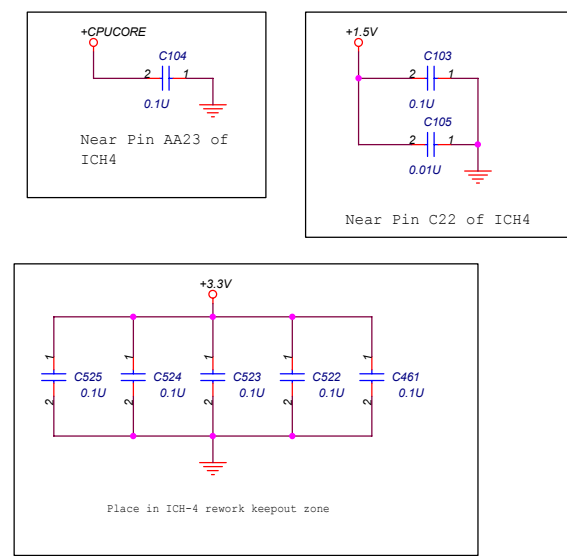 +CPUCORE
C104
2 1
0.1U
Near Pin AA23 of
ICH4
+1.5V
C103
2 1
0.1U
C105
2 1
0.01U
Near Pin C22 of ICH4
+3.3V
1 1 1 1 1
C525 C524 C523 C522 C461
0.1U 0.1U 0.1U 0.1U 0.1U
2 2 2 2 2
Place in ICH-4 rework keepout zone